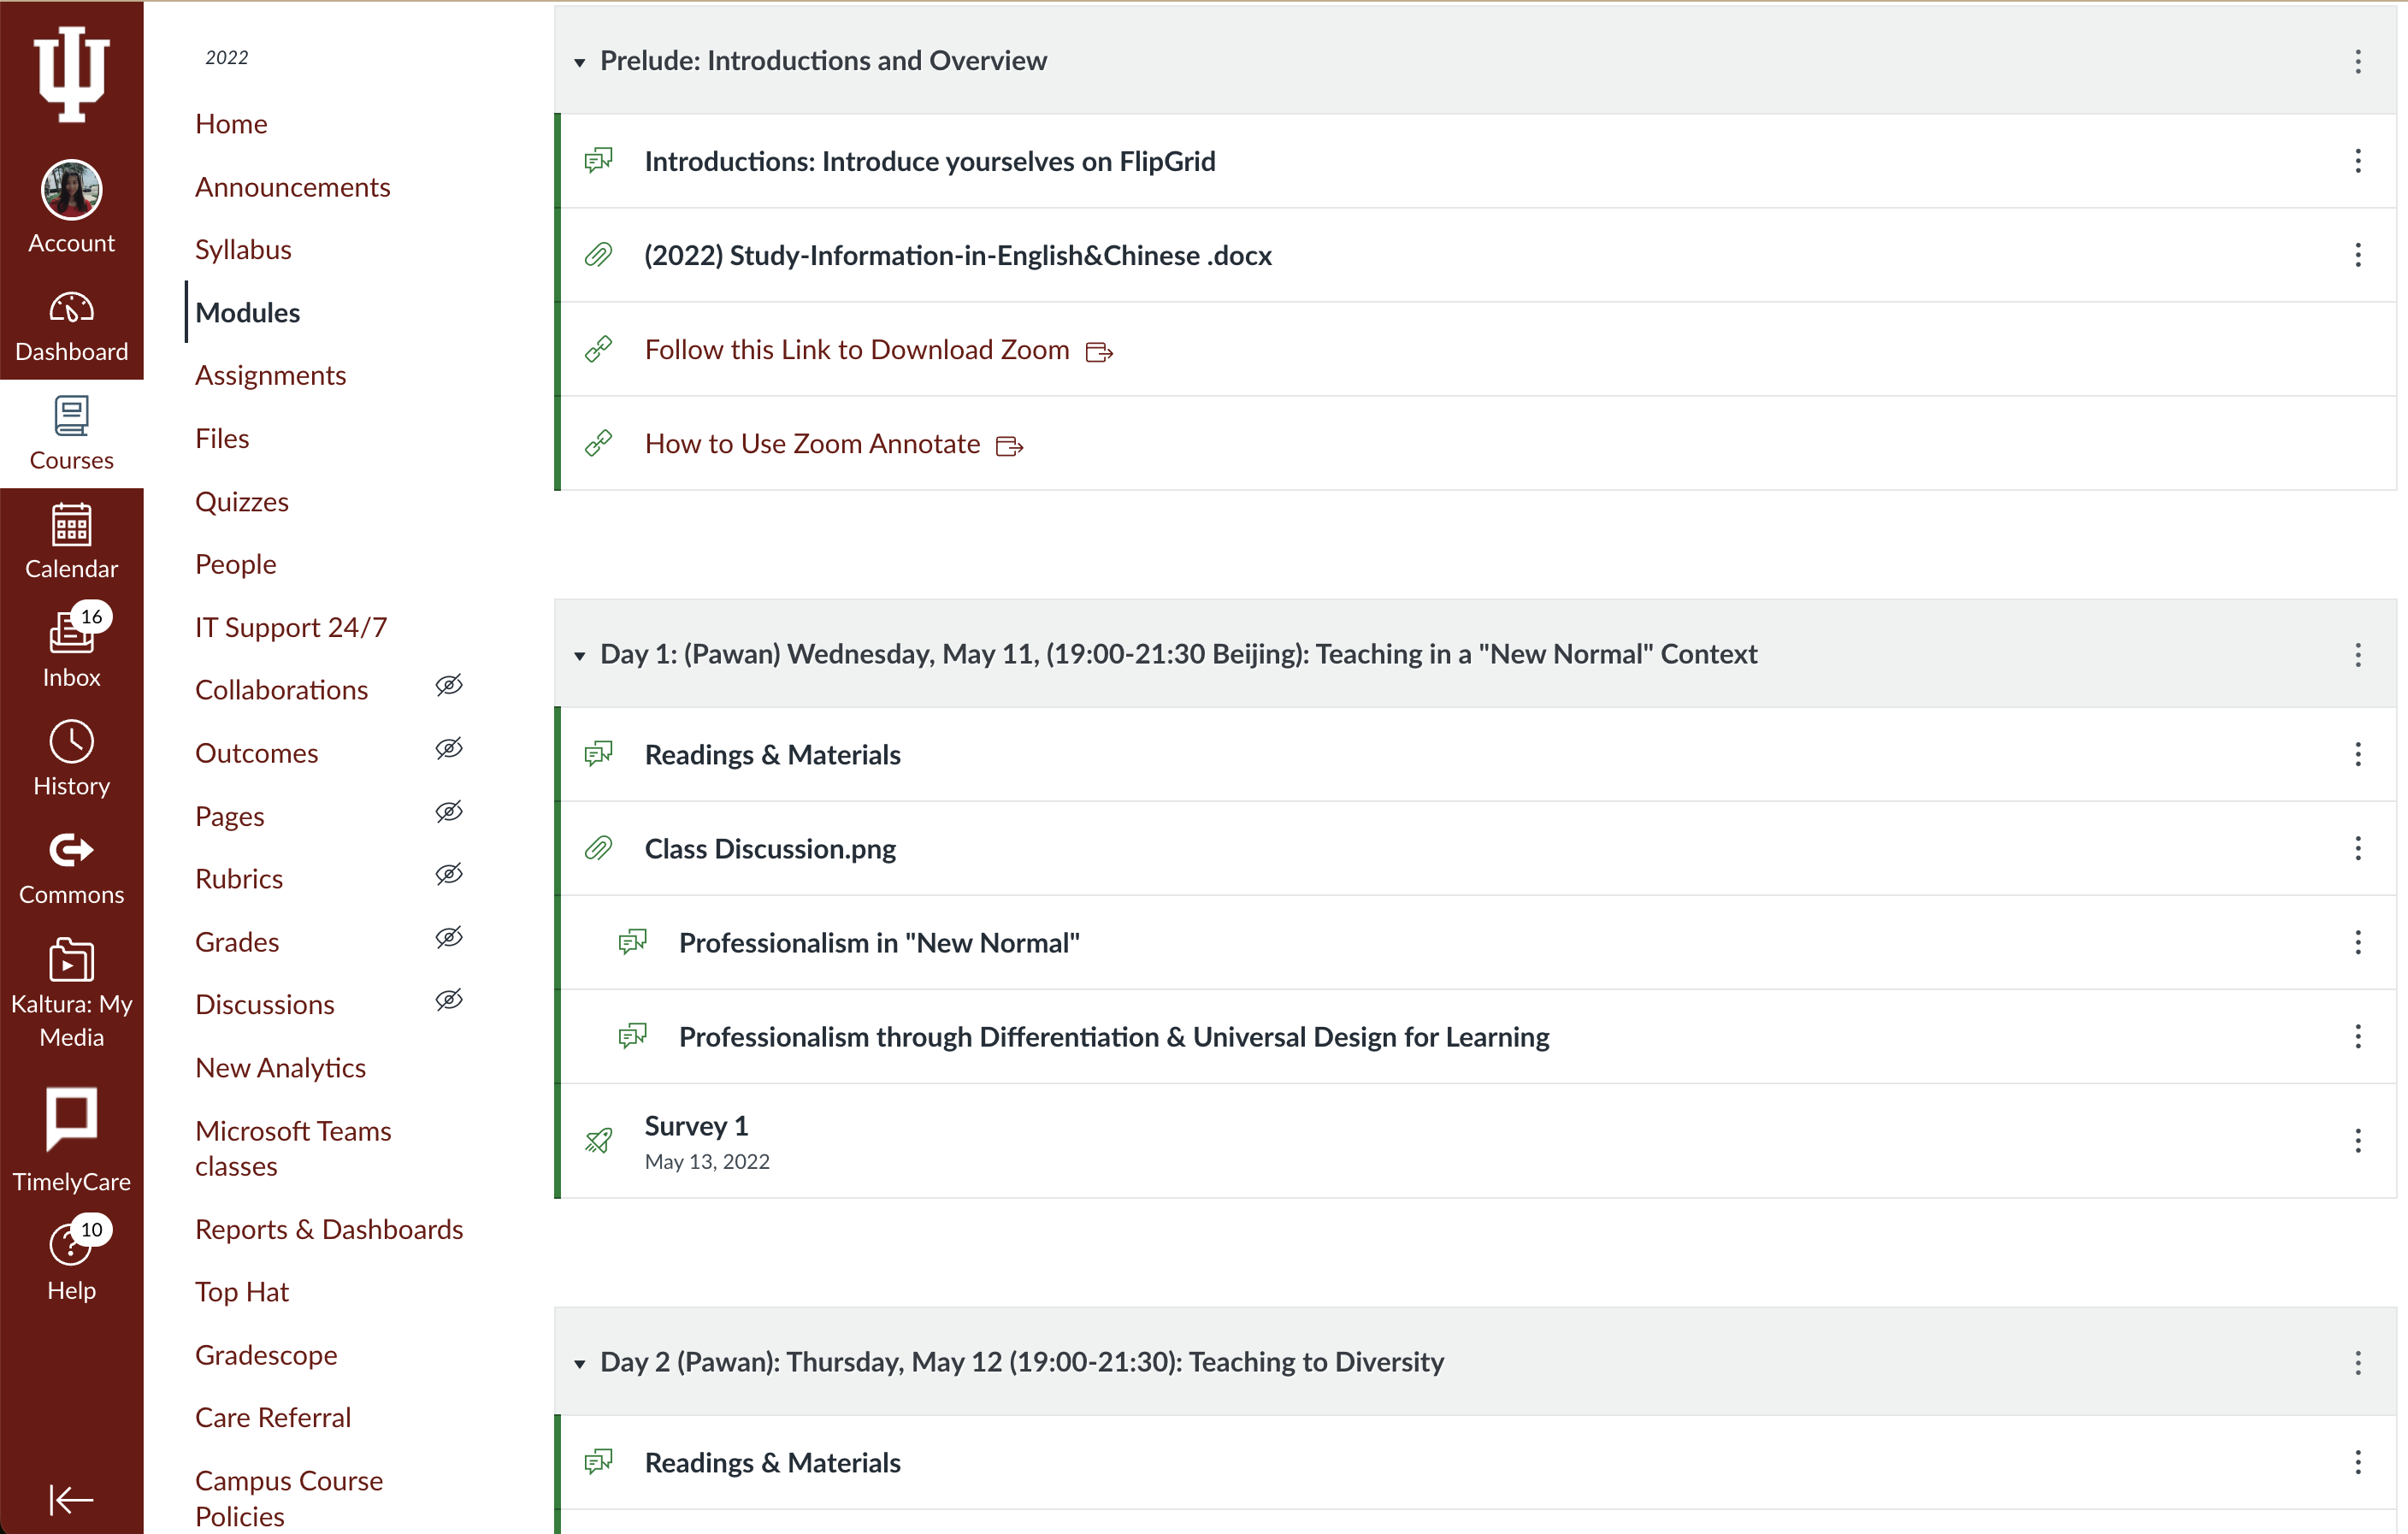 Account
Dashboard
Courses
Calendar
16
Inbox
History
Commons
Kaltura: My
Media
TimelyCare
10
Help
2022
Home
Announcements
Syllabus
Modules
Assignments
Files
Quizzes
People
IT Support 24/7
Collaborations
Outcomes
Pages
Rubrics
Grades
Discussions
New Analytics
Microsoft Teams
classes
Reports & Dashboards
Top Hat
Gradescope
Care Referral
Campus Course
Policies
Prelude: Introductions and Overview
Introductions: Introduce yourselves on FlipGrid
(2022) Study-Information-in-English&Chinese .docx
Follow this Link to Download Zoom
How to Use Zoom Annotate
Day 1: (Pawan) Wednesday, May 11, (19:00-21:30 Beijing): Teaching in a "New Normal" Context
Readings & Materials
Class Discussion.png
Professionalism in "New Normal"
Professionalism through Differentiation & Universal Design for Learning
Survey 1
May 13, 2022
Day 2 (Pawan): Thursday, May 12 (19:00-21:30): Teaching to Diversity
Readings & Materials